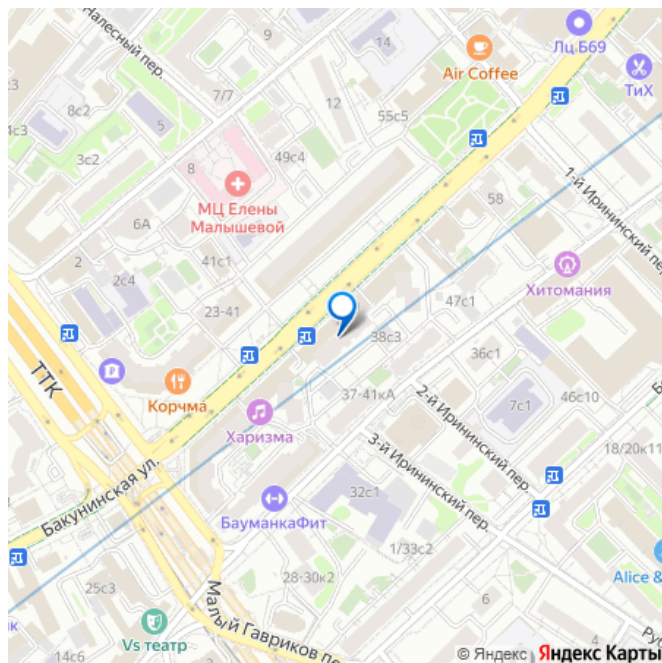 Налесный пер.
9
14
Лц Б69
Air Coffee
ТиХ
8с2
7/7
12
4с3
5
55с5
3с2
49с4
8
МЦ Елены
Малышевой
1-й Ирининский пер.
58
6А
2
41с1
2с4
Хитомания
47с1
23-41
38с3
36с1
ТТК
Корчма
37-41кА
2-й Ирининский пер.
7с1
46с10
Харизма
3-й Ирининский пер.
18/20к11
Бакунинская ул.
32с1
БауманкаФит
1/33с2
25с3
28-30к2
Alice &
Малый Гавриков пе
6
Vs театр
14с6
Ру
© Яндекс Яндекс Карты